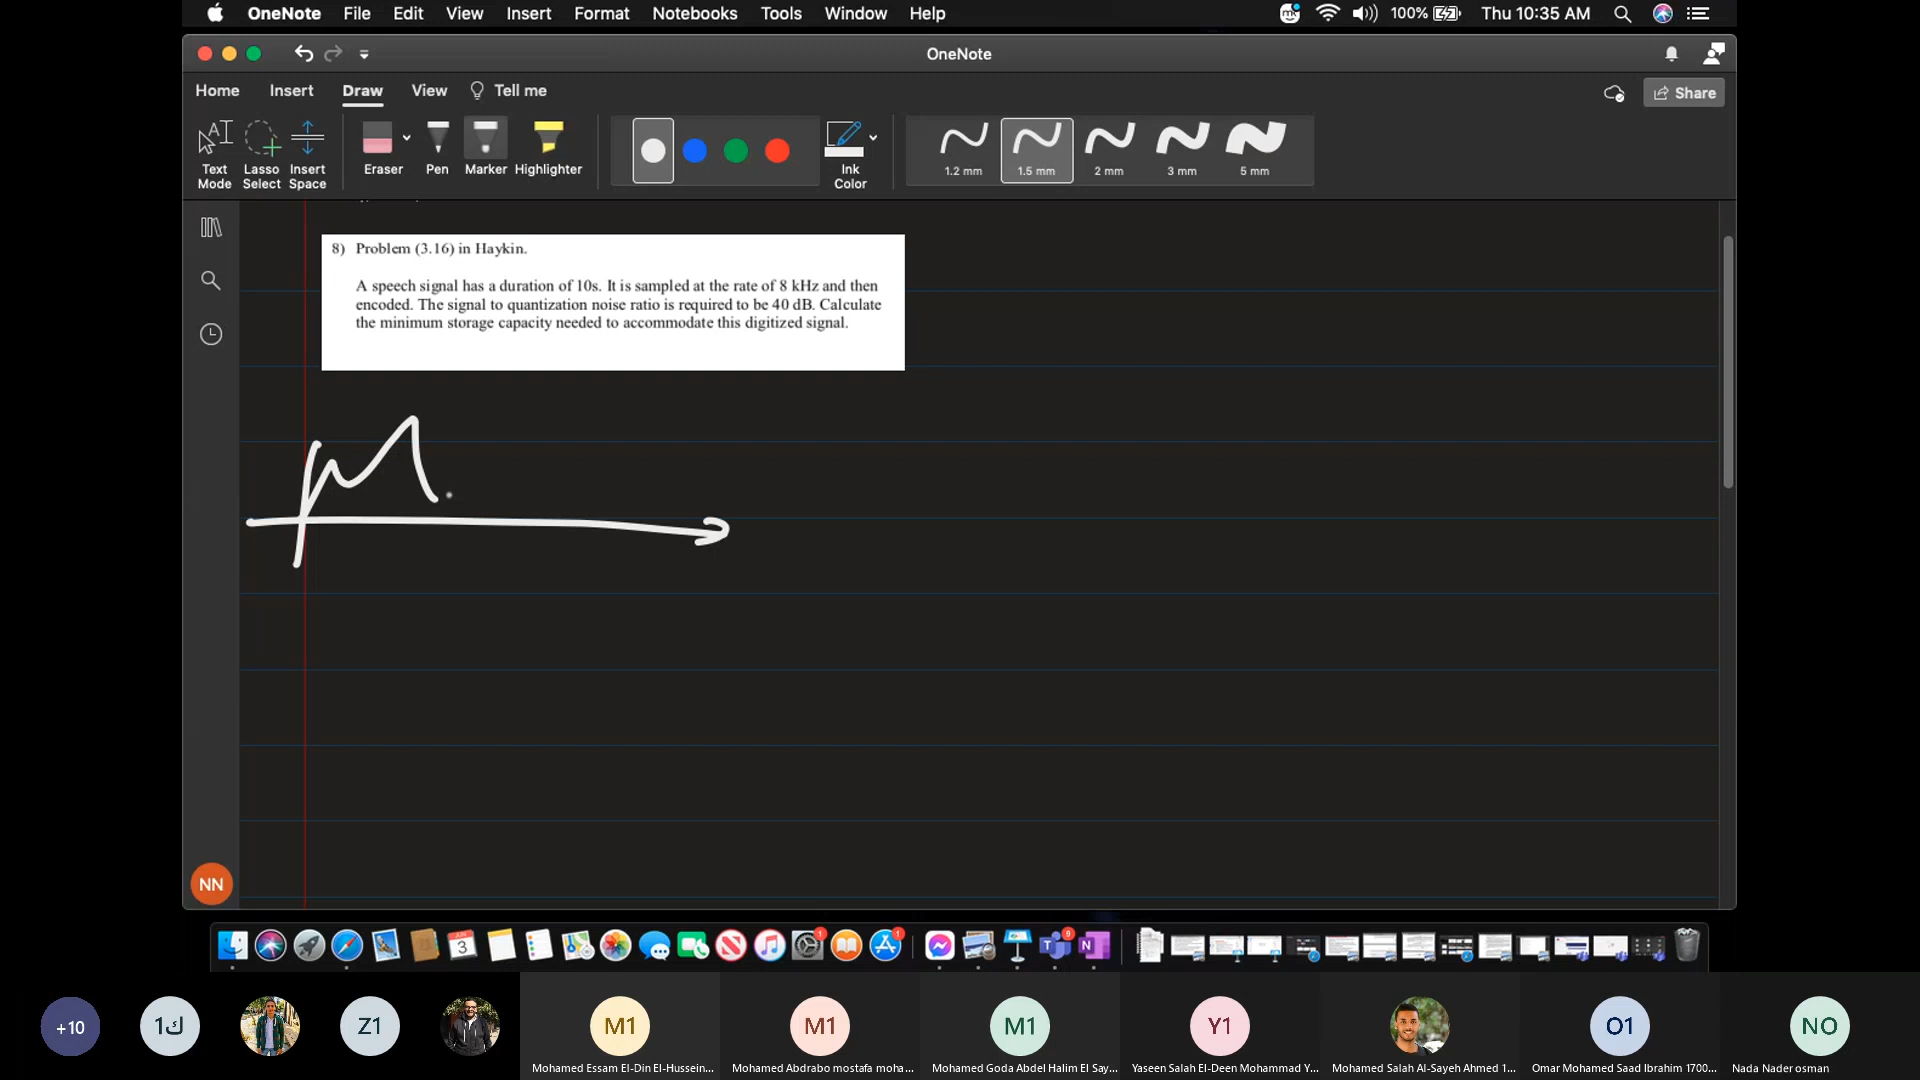 OneNote File Edit View Insert Format Notebooks Tools Window Help 100% Thu 10:35 AM
OneNote
Home Insert Draw View Tell me Share
Text Mode
Lasso Select
Insert Space
Eraser
Pen
Marker
Highlighter
Ink Color
1.2 mm
1.5 mm
2 mm
3 mm
5 mm
8) Problem (3.16) in Haykin.
A speech signal has a duration of 10s. It is sampled at the rate of 8 kHz and then
encoded. The signal to quantization noise ratio is required to be 40 dB. Calculate
the minimum storage capacity needed to accommodate this digitized signal.
NN
3
1
1
9
+10
ك1
Z1
M1
M1
M1
Y1
O1
NO
Mohamed Essam El-Din El-Hussein...
Mohamed Abdrabo mostafa moha...
Mohamed Goda Abdel Halim El Say...
Yaseen Salah El-Deen Mohammad Y...
Mohamed Salah Al-Sayeh Ahmed 1...
Omar Mohamed Saad Ibrahim 1700...
Nada Nader osman